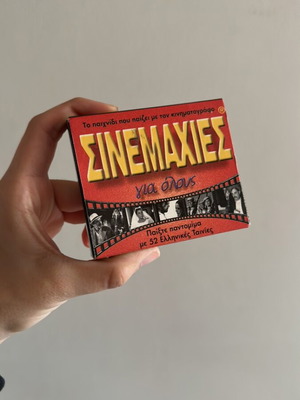 Το παιχνίδι που παίζει με τον κινηματογράφο
ΣΙΝΕΜΑΧΙΕΣ®
για όλους
Παίξτε παντομίμα
με 52 Ελληνικές Ταινίες